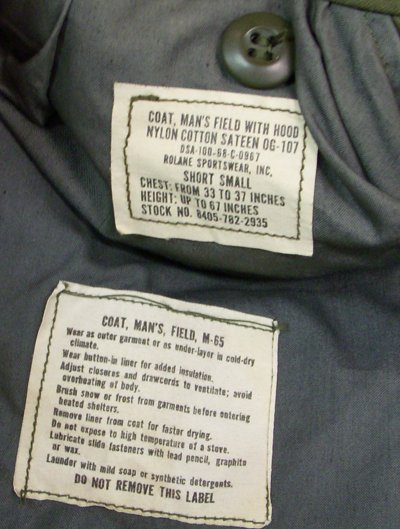 COAT, MAN'S FIELD WITH HOOD
NYLON COTTON SATEEN OG-107
DSA-100-68-C-0967
ROLANE SPORTSWEAR, INC.
SHORT SMALL
CHEST: FROM 33 TO 37 INCHES
HEIGHT: UP TO 67 INCHES
STOCK NO. 8405-782-2935
COAT, MAN'S, FIELD, M-65
Wear as outer garment or as under-layer in cold-dry
climate.
Wear button-in liner for added insulation.
Adjust closures and drawcords to ventilate; avoid
overheating of body.
Brush snow or frost from garments before entering
heated shelters.
Remove liner from coat for faster drying.
Do not expose to high temperature of a stove.
Lubricate slide fasteners with lead pencil, graphite
or wax.
Launder with mild soap or synthetic detergents.
DO NOT REMOVE THIS LABEL